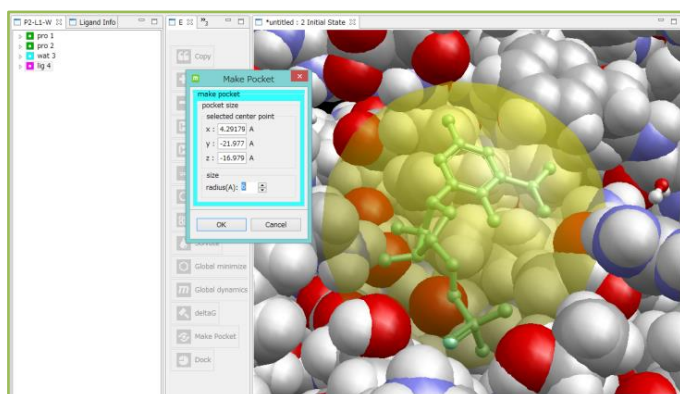 P2-L1-W
Ligand Info
E
*untitled : 2 Initial State
pro 1
pro 2
wat 3
lig 4
Copy
Make Pocket
make pocket
pocket size
selected center point
x : 4.29179 A
y : -21.977 A
z : -16.979 A
size
radius(A): 6
OK
Cancel
Global minimize
Global dynamics
deltaG
Make Pocket
Dock